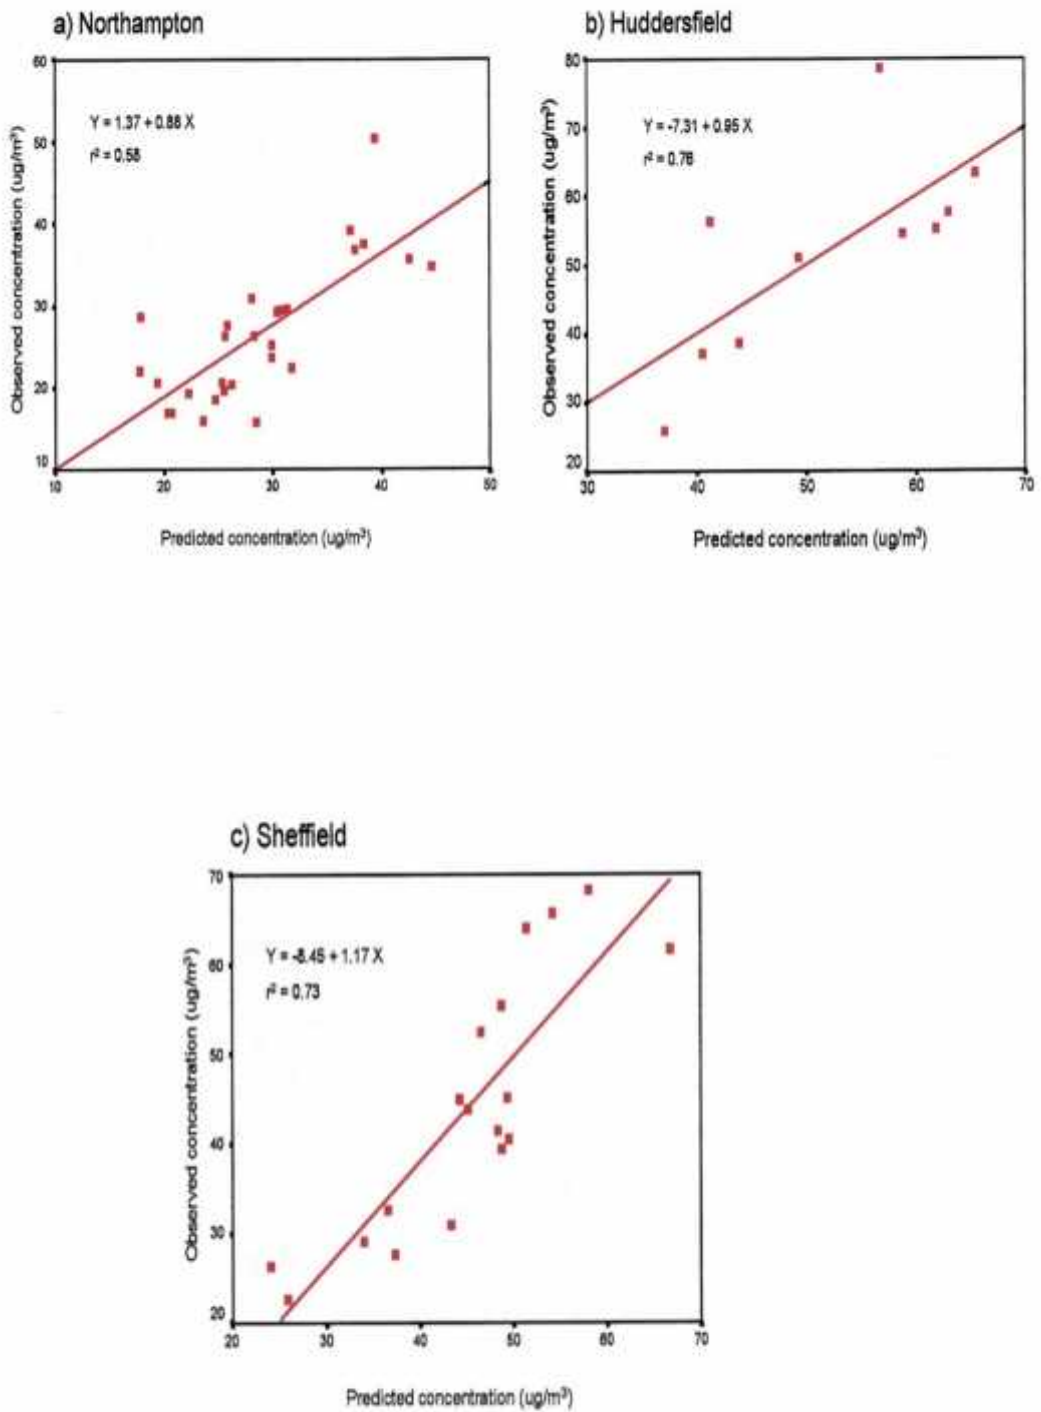 a) Northampton
60
50
40
30
20
10
Y = 1.37 + 0.88 X
r² = 0.58
10 20 30 40 50
Observed concentration (ug/m³)
Predicted concentration (ug/m³)
b) Huddersfield
80
70
60
50
40
30
20
Y = -7.31 + 0.95 X
r² = 0.76
30 40 50 60 70
Observed concentration (ug/m³)
Predicted concentration (ug/m³)
c) Sheffield
70
60
50
40
30
20
Y = -8.45 + 1.17 X
r² = 0.73
20 30 40 50 60 70
Observed concentration (ug/m³)
Predicted concentration (ug/m³)